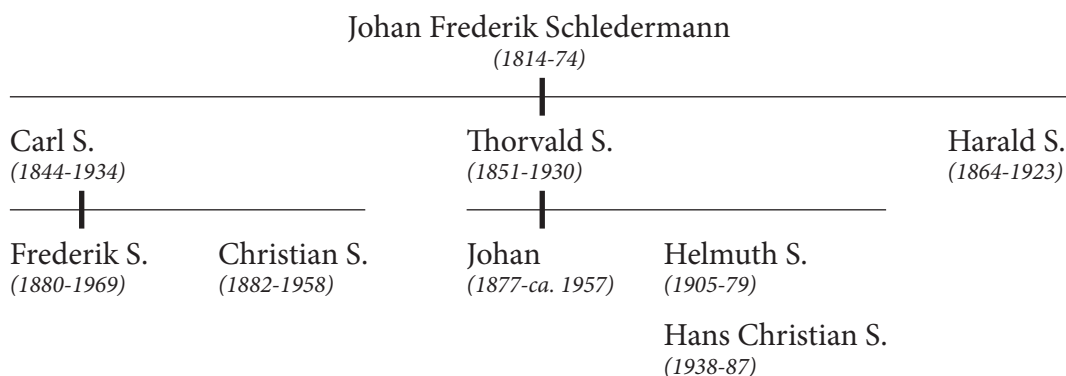 Johan Frederik Schledermann
(1814-74)
Carl S. Thorvald S. Harald S.
(1844-1934) (1851-1930) (1864-1923)
Frederik S. Christian S. Johan Helmuth S.
(1880-1969) (1882-1958) (1877-ca. 1957) (1905-79)
Hans Christian S.
(1938-87)